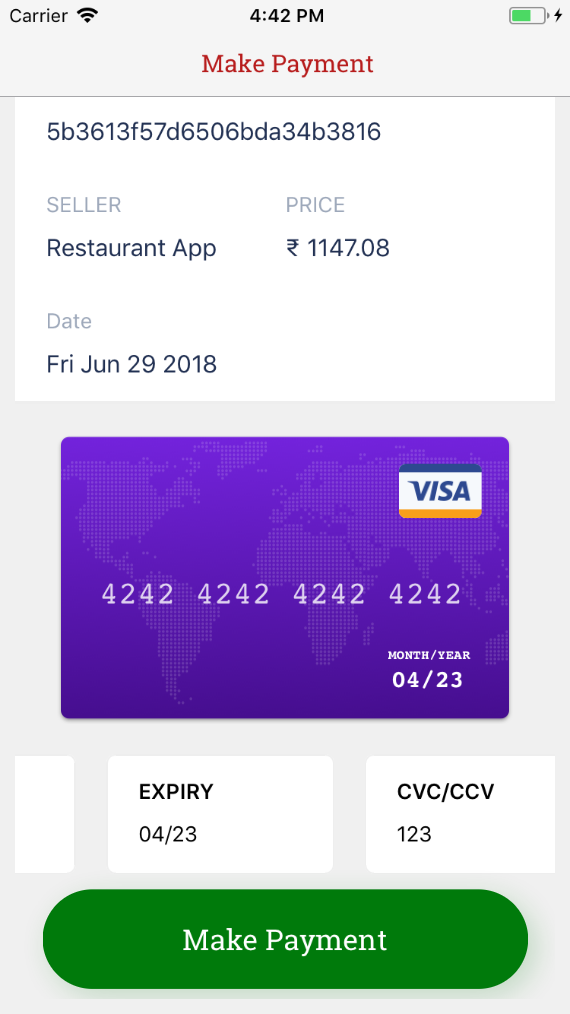 Carrier 4:42 PM
Make Payment
5b3613f57d6506bda34b3816
SELLER PRICE
Restaurant App ₹ 1147.08
Date
Fri Jun 29 2018
VISA
4242 4242 4242 4242
MONTH/YEAR
04/23
EXPIRY CVC/CCV
04/23 123
Make Payment